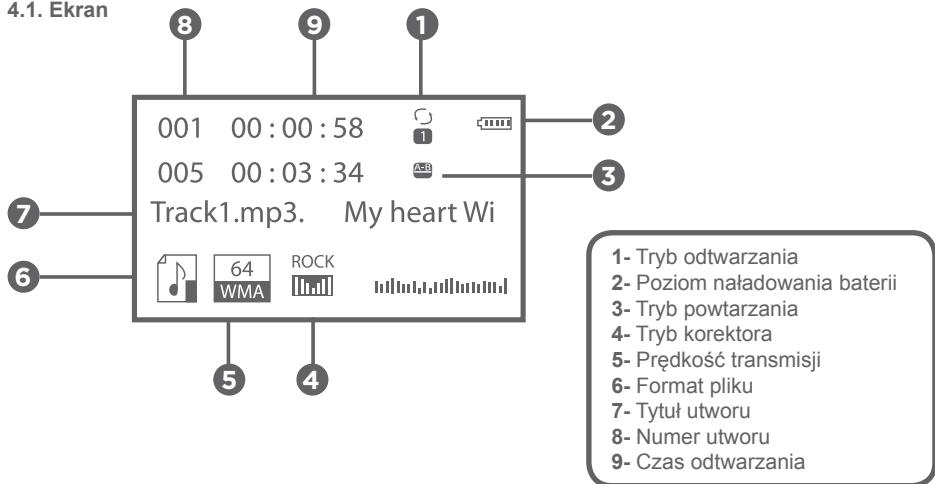 4.1. Ekran
8 9 1
001 00 : 00 : 58 1
2
005 00 : 03 : 34 A-B
3
7 Track1.mp3. My heart Wi
6 64 ROCK
WMA
5 4
1- Tryb odtwarzania
2- Poziom naładowania baterii
3- Tryb powtarzania
4- Tryb korektora
5- Prędkość transmisji
6- Format pliku
7- Tytuł utworu
8- Numer utworu
9- Czas odtwarzania